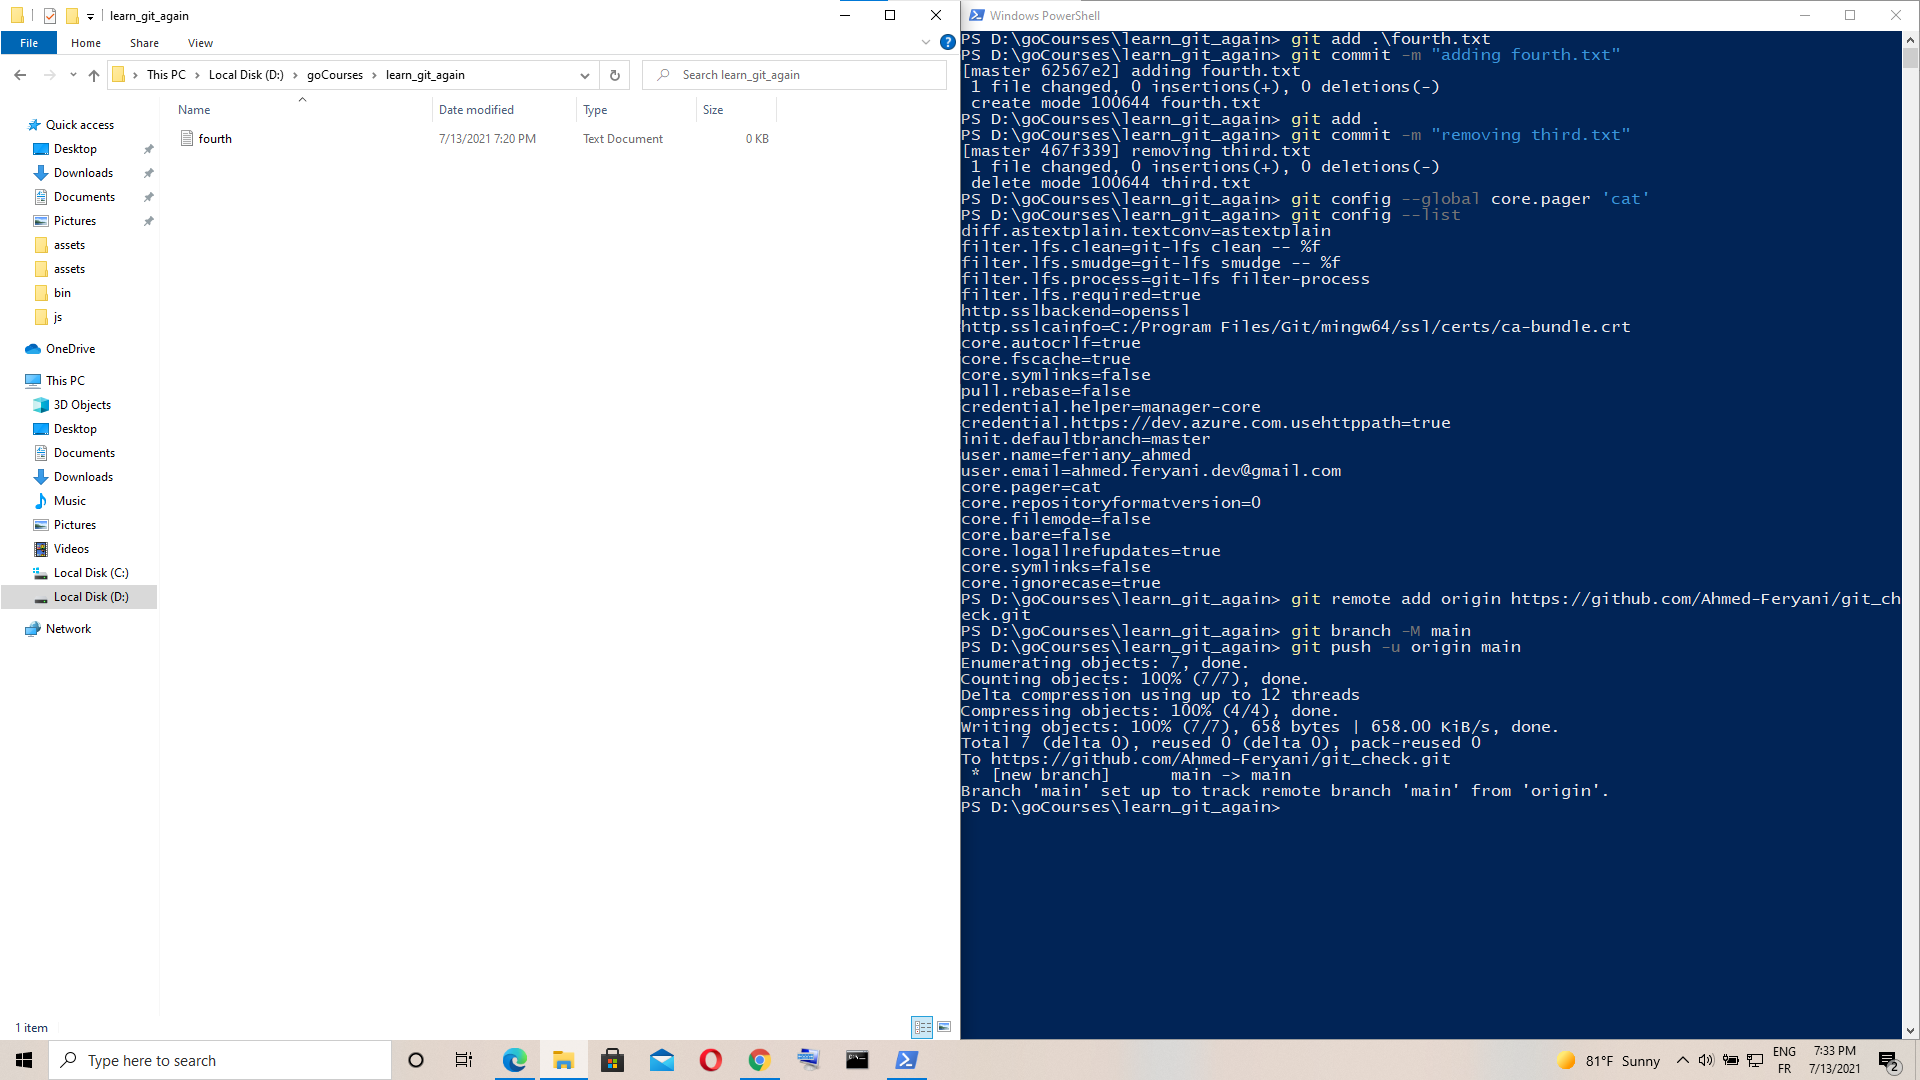 learn_git_again
File Home Share View
This PC Local Disk (D:) goCourses learn_git_again
Search learn_git_again
Name Date modified Type Size
fourth 7/13/2021 7:20 PM Text Document 0 KB
Quick access
Desktop
Downloads
Documents
Pictures
assets
assets
bin
js
OneDrive
This PC
3D Objects
Desktop
Documents
Downloads
Music
Pictures
Videos
Local Disk (C:)
Local Disk (D:)
Network
1 item
Windows PowerShell
PS D:\goCourses\learn_git_again> git add .\fourth.txt
PS D:\goCourses\learn_git_again> git commit -m "adding fourth.txt"
[master 62567e2] adding fourth.txt
1 file changed, 0 insertions(+), 0 deletions(-)
create mode 100644 fourth.txt
PS D:\goCourses\learn_git_again> git add .
PS D:\goCourses\learn_git_again> git commit -m "removing third.txt"
[master 467f339] removing third.txt
1 file changed, 0 insertions(+), 0 deletions(-)
delete mode 100644 third.txt
PS D:\goCourses\learn_git_again> git config --global core.pager 'cat'
PS D:\goCourses\learn_git_again> git config --list
diff.astextplain.textconv=astextplain
filter.lfs.clean=git-lfs clean -- %f
filter.lfs.smudge=git-lfs smudge -- %f
filter.lfs.process=git-lfs filter-process
filter.lfs.required=true
http.sslbackend=openssl
http.sslcainfo=C:/Program Files/Git/mingw64/ssl/certs/ca-bundle.crt
core.autocrlf=true
core.fscache=true
core.symlinks=false
pull.rebase=false
credential.helper=manager-core
credential.https://dev.azure.com.usehttppath=true
init.defaultbranch=master
user.name=feriany_ahmed
user.email=ahmed.feryani.dev@gmail.com
core.pager=cat
core.repositoryformatversion=0
core.filemode=false
core.bare=false
core.logallrefupdates=true
core.symlinks=false
core.ignorecase=true
PS D:\goCourses\learn_git_again> git remote add origin https://github.com/Ahmed-Feryani/git_ch
eck.git
PS D:\goCourses\learn_git_again> git branch -M main
PS D:\goCourses\learn_git_again> git push -u origin main
Enumerating objects: 7, done.
Counting objects: 100% (7/7), done.
Delta compression using up to 12 threads
Compressing objects: 100% (4/4), done.
Writing objects: 100% (7/7), 658 bytes | 658.00 KiB/s, done.
Total 7 (delta 0), reused 0 (delta 0), pack-reused 0
To https://github.com/Ahmed-Feryani/git_check.git
* [new branch] main -> main
Branch 'main' set up to track remote branch 'main' from 'origin'.
PS D:\goCourses\learn_git_again>
Type here to search
81°F Sunny
ENG
FR
7:33 PM
7/13/2021
2